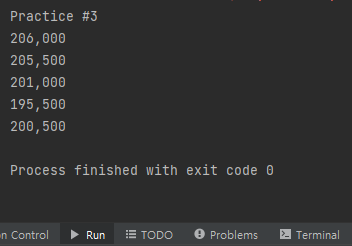 Practice #3
206,000
205,500
201,000
195,500
200,500
Process finished with exit code 0
on Control Run TODO Problems Terminal